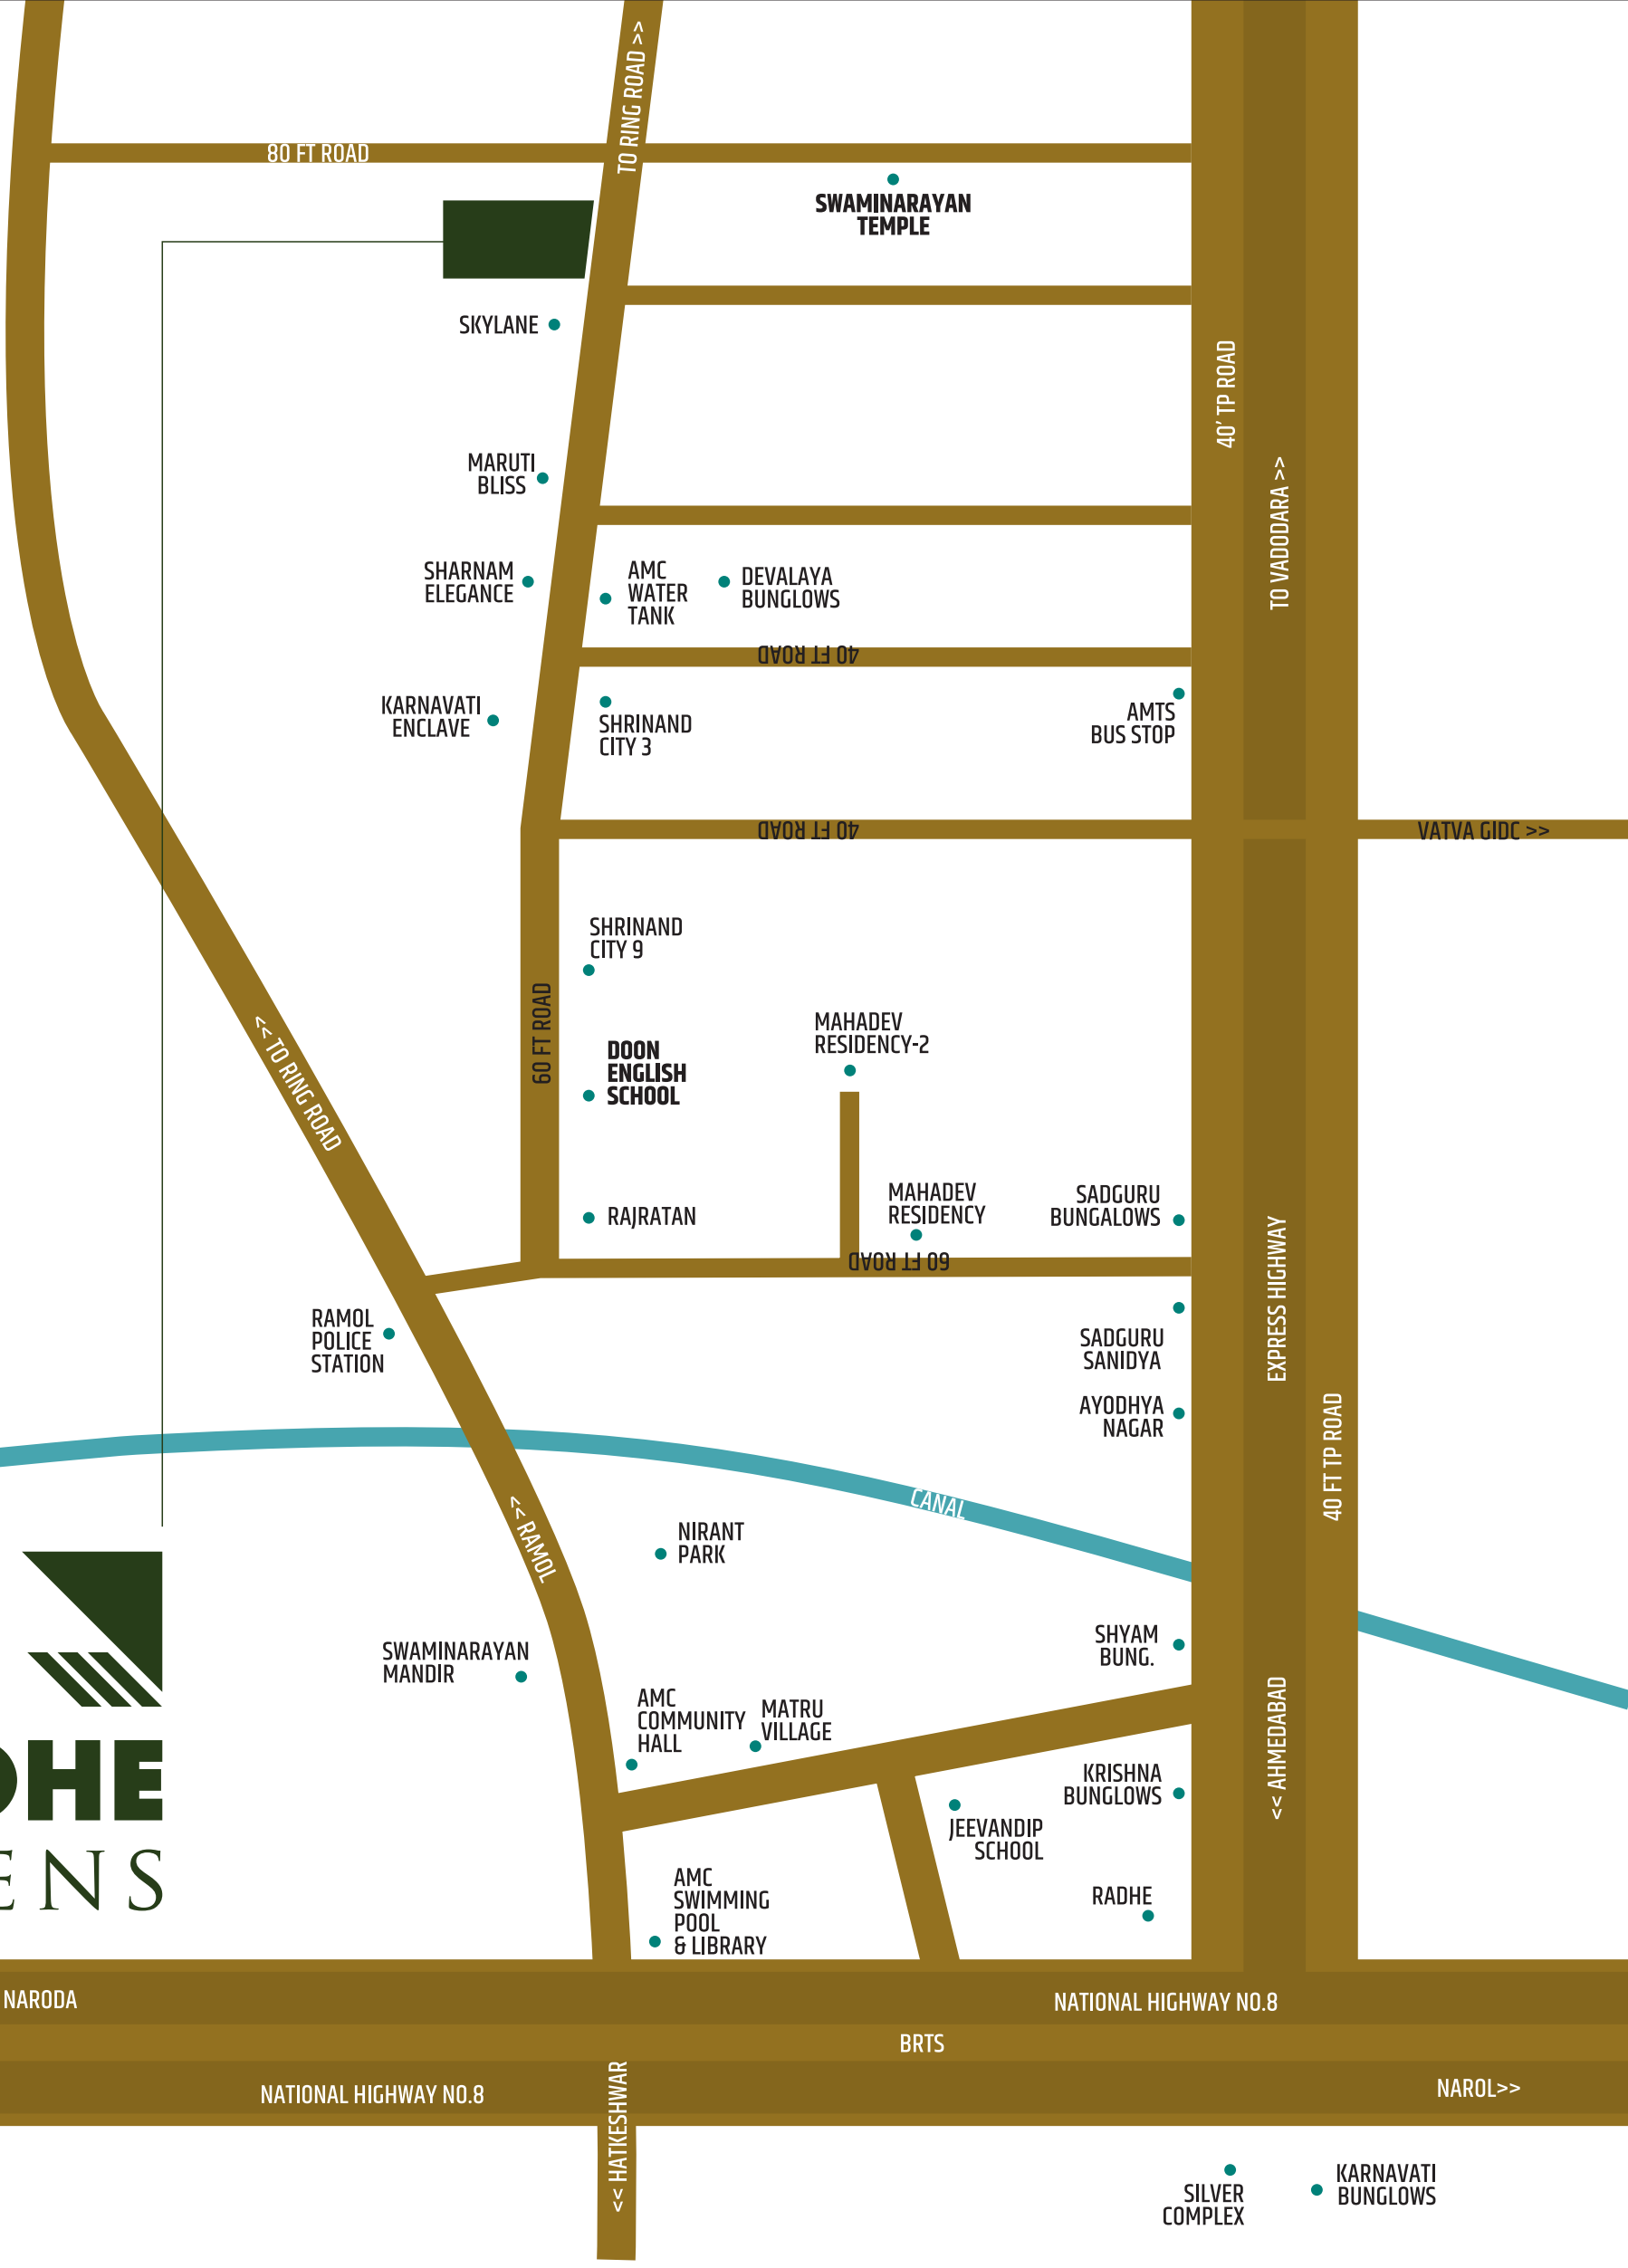 TO RING ROAD >>
80 FT ROAD
SWAMINARAYAN
TEMPLE
SKYLANE
40' TP ROAD
MARUTI
BLISS
TO VADODARA >>
SHARNAM
ELEGANCE
AMC
WATER
TANK
DEVALAYA
BUNGLOWS
40 FT ROAD
KARNAVATI
ENCLAVE
SHRINAND
CITY 3
AMTS
BUS STOP
40 FT ROAD
VATVA GIDC >>
SHRINAND
CITY 9
60 FT ROAD
<< TO RING ROAD
DOON
ENGLISH
SCHOOL
MAHADEV
RESIDENCY-2
RAJRATAN
MAHADEV
RESIDENCY
SADGURU
BUNGALOWS
60 FT ROAD
EXPRESS HIGHWAY
RAMOL
POLICE
STATION
SADGURU
SANIDYA
AYODHYA
NAGAR
40 FT TP ROAD
CANAL
<< RAMOL
NIRANT
PARK
SWAMINARAYAN
MANDIR
SHYAM
BUNG.
AMC
COMMUNITY
HALL
MATRU
VILLAGE
<< AHMEDABAD
KRISHNA
BUNGLOWS
JEEVANDIP
SCHOOL
HE
ENS
AMC
SWIMMING
POOL
& LIBRARY
RADHE
NARODA
NATIONAL HIGHWAY NO.8
BRTS
NATIONAL HIGHWAY NO.8
NAROL>>
<< HATKESHWAR
SILVER
COMPLEX
KARNAVATI
BUNGLOWS